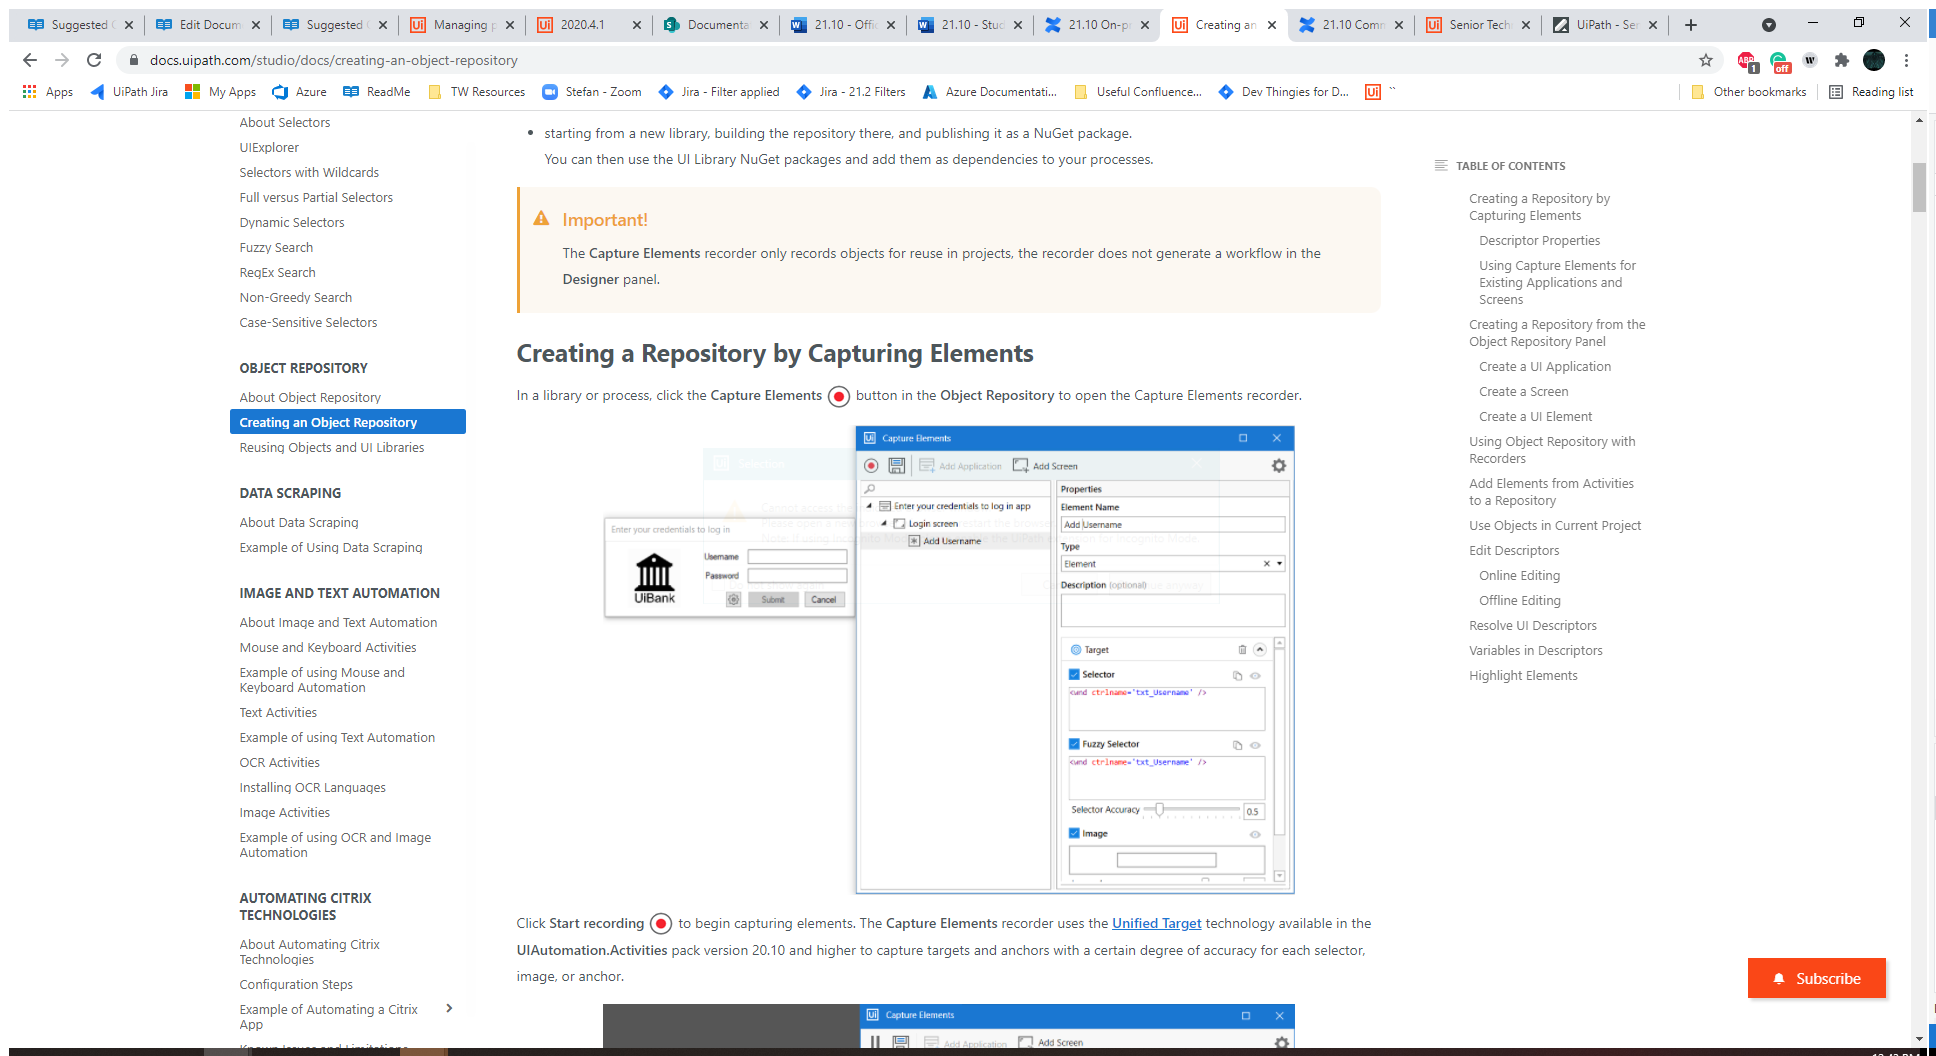 Suggested
Edit Docum
Suggested
Managing
2020.4.1
Documenta
21.10 - Offic
21.10 - Stud
21.10 On-pr
Creating an
21.10 Comm
Senior Tech
UiPath - Sen
docs.uipath.com/studio/docs/creating-an-object-repository
ABP 1
off
W
Apps
UiPath Jira
My Apps
Azure
ReadMe
TW Resources
Stefan - Zoom
Jira - Filter applied
Jira - 21.2 Filters
Azure Documentati...
Useful Confluence...
Dev Thingies for D...
Other bookmarks
Reading list
About Selectors
UIExplorer
Selectors with Wildcards
Full versus Partial Selectors
Dynamic Selectors
Fuzzy Search
RegEx Search
Non-Greedy Search
Case-Sensitive Selectors
OBJECT REPOSITORY
About Object Repository
Creating an Object Repository
Reusing Objects and UI Libraries
DATA SCRAPING
About Data Scraping
Example of Using Data Scraping
IMAGE AND TEXT AUTOMATION
About Image and Text Automation
Mouse and Keyboard Activities
Example of using Mouse and
Keyboard Automation
Text Activities
Example of using Text Automation
OCR Activities
Installing OCR Languages
Image Activities
Example of using OCR and Image
Automation
AUTOMATING CITRIX
TECHNOLOGIES
About Automating Citrix
Technologies
Configuration Steps
Example of Automating a Citrix
App
Known Issues and Limitations
• starting from a new library, building the repository there, and publishing it as a NuGet package.
You can then use the UI Library NuGet packages and add them as dependencies to your processes.
Important!
The Capture Elements recorder only records objects for reuse in projects, the recorder does not generate a workflow in the
Designer panel.
Creating a Repository by Capturing Elements
In a library or process, click the Capture Elements button in the Object Repository to open the Capture Elements recorder.
Enter your credentials to log in
Username
Password
UiBank
Submit
Cancel
Ui Capture Elements
Add Application
Add Screen
Enter your credentials to log in app
Login screen
Add Username
Properties
Element Name
Add Username
Type
Element
Description (optional)
Target
Selector
<wnd ctrlname='txt_Username' />
Fuzzy Selector
<wnd ctrlname='txt_Username' />
Selector Accuracy
0.5
Image
Click Start recording to begin capturing elements. The Capture Elements recorder uses the Unified Target technology available in the
UIAutomation.Activities pack version 20.10 and higher to capture targets and anchors with a certain degree of accuracy for each selector,
image, or anchor.
Ui Capture Elements
Add Application
Add Screen
TABLE OF CONTENTS
Creating a Repository by
Capturing Elements
Descriptor Properties
Using Capture Elements for
Existing Applications and
Screens
Creating a Repository from the
Object Repository Panel
Create a UI Application
Create a Screen
Create a UI Element
Using Object Repository with
Recorders
Add Elements from Activities
to a Repository
Use Objects in Current Project
Edit Descriptors
Online Editing
Offline Editing
Resolve UI Descriptors
Variables in Descriptors
Highlight Elements
Subscribe